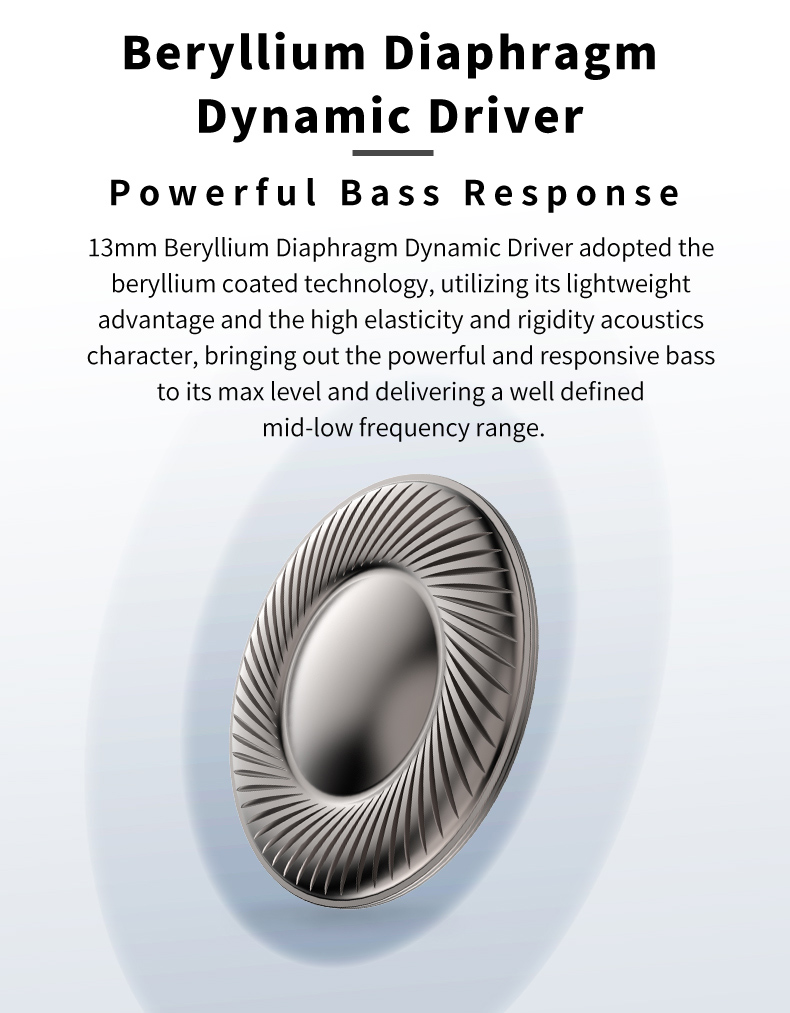 Beryllium Diaphragm
Dynamic Driver
Powerful Bass Response
13mm Beryllium Diaphragm Dynamic Driver adopted the
beryllium coated technology, utilizing its lightweight
advantage and the high elasticity and rigidity acoustics
character, bringing out the powerful and responsive bass
to its max level and delivering a well defined
mid-low frequency range.